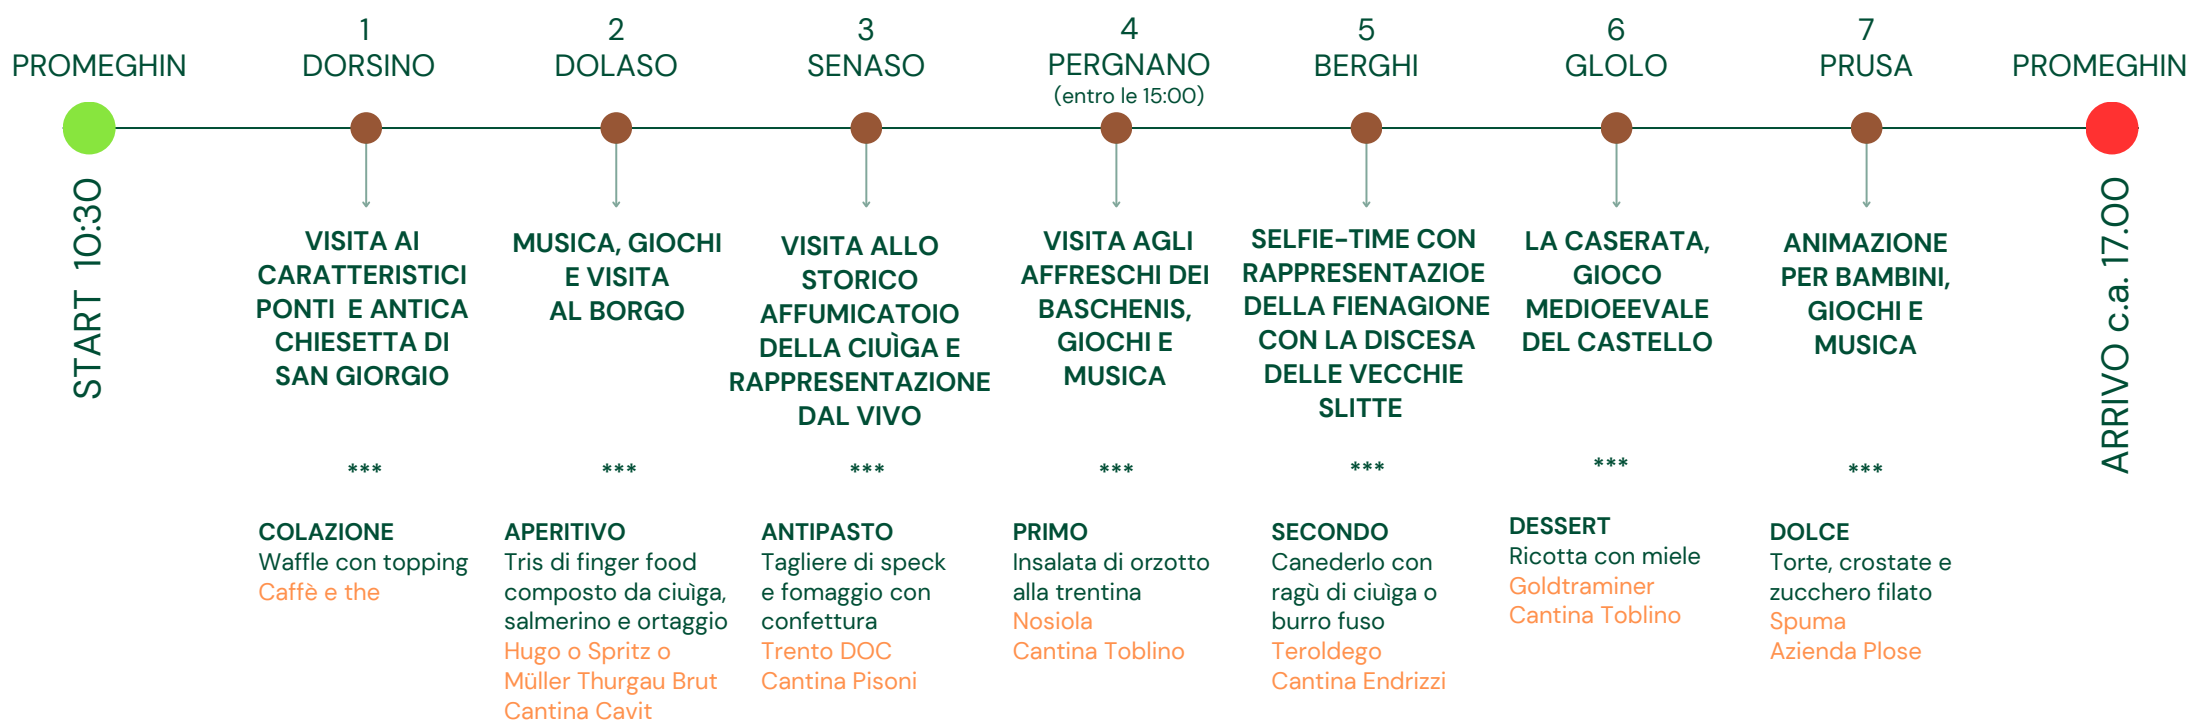 PROMEGHIN
START 10:30
1
DORSINO
VISITA AI
CARATTERISTICI
PONTI E ANTICA
CHIESETTA DI
SAN GIORGIO
***
COLAZIONE
Waffle con topping
Caffè e the
2
DOLASO
MUSICA, GIOCHI
E VISITA
AL BORGO
***
APERITIVO
Tris di finger food
composto da ciuìga,
salmerino e ortaggio
Hugo o Spritz o
Müller Thurgau Brut
Cantina Cavit
3
SENASO
VISITA ALLO
STORICO
AFFUMICATOIO
DELLA CIUÌGA E
RAPPRESENTAZIONE
DAL VIVO
***
ANTIPASTO
Tagliere di speck
e fomaggio con
confettura
Trento DOC
Cantina Pisoni
4
PERGNANO
(entro le 15:00)
VISITA AGLI
AFFRESCHI DEI
BASCHENIS,
GIOCHI E
MUSICA
***
PRIMO
Insalata di orzotto
alla trentina
Nosiola
Cantina Toblino
5
BERGHI
SELFIE-TIME CON
RAPPRESENTAZIOE
DELLA FIENAGIONE
CON LA DISCESA
DELLE VECCHIE
SLITTE
***
SECONDO
Canederlo con
ragù di ciuìga o
burro fuso
Teroldego
Cantina Endrizzi
6
GLOLO
LA CASERATA,
GIOCO
MEDIOEEVALE
DEL CASTELLO
***
DESSERT
Ricotta con miele
Goldtraminer
Cantina Toblino
7
PRUSA
ANIMAZIONE
PER BAMBINI,
GIOCHI E
MUSICA
***
DOLCE
Torte, crostate e
zucchero filato
Spuma
Azienda Plose
PROMEGHIN
ARRIVO c.a. 17.00